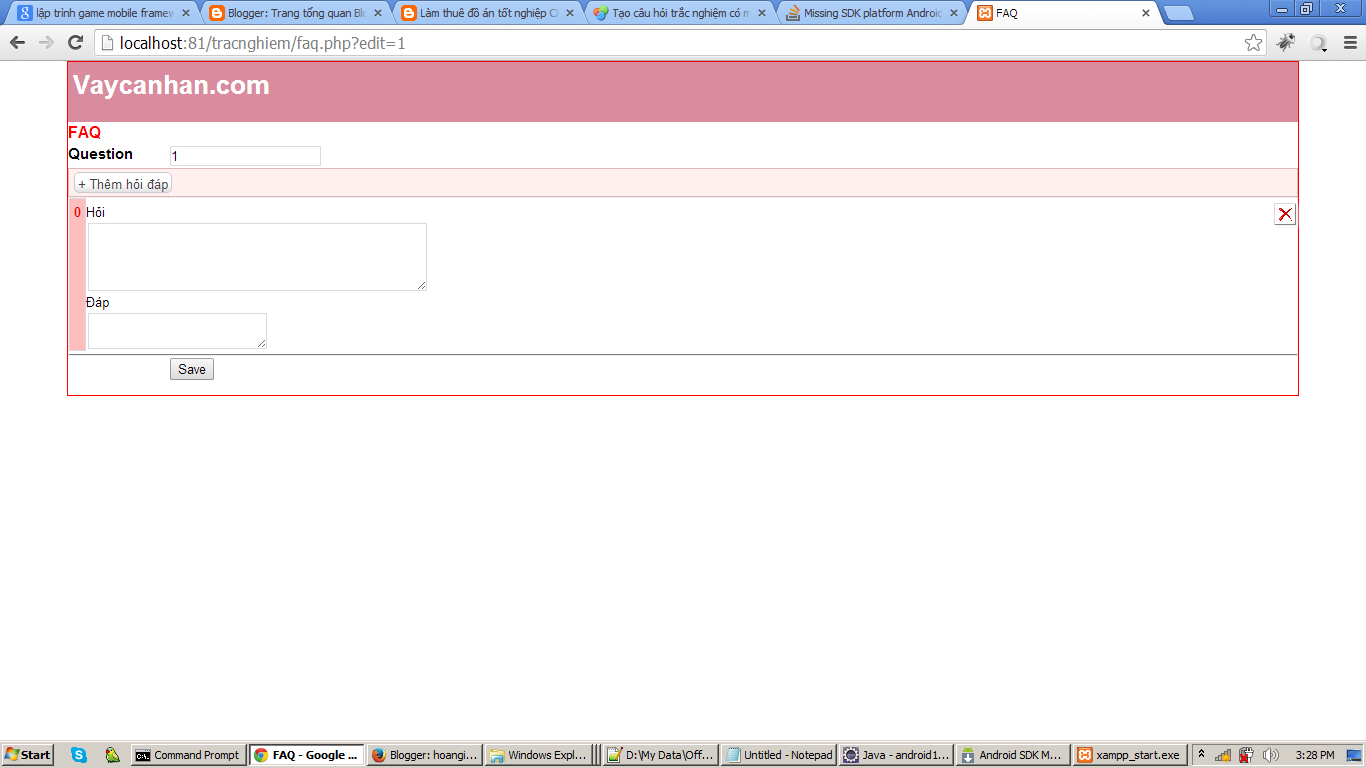 lập trình game mobile framew
Blogger: Trang tổng quan Blo
Làm thuê đồ án tốt nghiệp C
Tạo câu hỏi trắc nghiệm có m
Missing SDK platform Android
FAQ
localhost:81/tracnghiem/faq.php?edit=1
Vaycanhan.com
FAQ
Question 1
+ Thêm hỏi đáp
0 Hỏi
Đáp
Save
Start
Command Prompt
FAQ - Google ...
Blogger: hoangi...
Windows Expl...
D:\My Data\Off...
Untitled - Notepad
Java - android1...
Android SDK M...
xampp_start.exe
3:28 PM